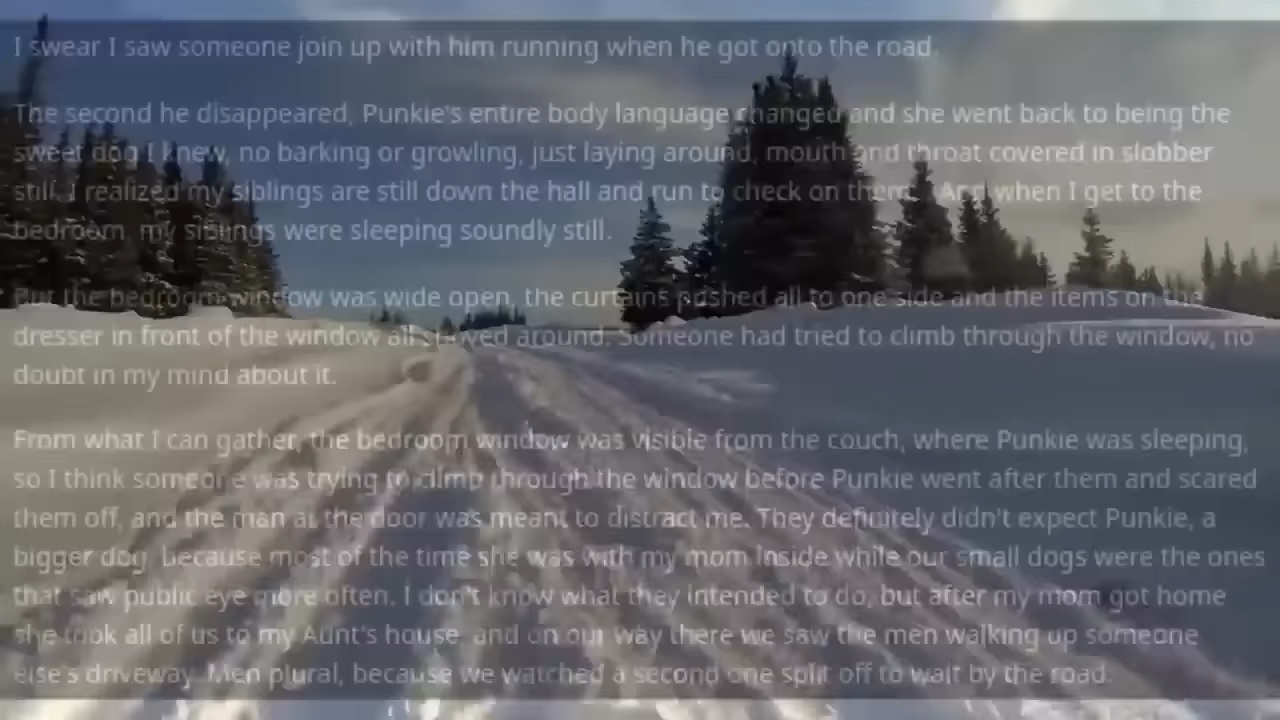 I swear I saw someone join up with him running when he got onto the road.
The second he disappeared, Punkie's entire body language changed and she went back to being the
sweet dog I knew, no barking or growling, just laying around, mouth and throat covered in slobber
still. I realized my siblings are still down the hall and run to check on them. And when I get to the
bedroom, my siblings were sleeping soundly still.
But the bedroom window was wide open, the curtains pushed all to one side and the items on the
dresser in front of the window all moved around. Someone had tried to climb through the window, no
doubt in my mind about it.
From what I can gather, the bedroom window was visible from the couch, where Punkie was sleeping,
so I think someone was trying to climb through the window before Punkie went after them and scared
them off, and the man at the door was meant to distract me. They definitely didn't expect Punkie, a
bigger dog, because most of the time she was with my mom inside while our small dogs were the ones
that saw public eye more often. I don't know what they intended to do, but after my mom got home
she took all of us to my Aunt's house, and on our way there we saw the men walking up someone
else's driveway. Men plural, because we watched a second one split off to wait by the road.